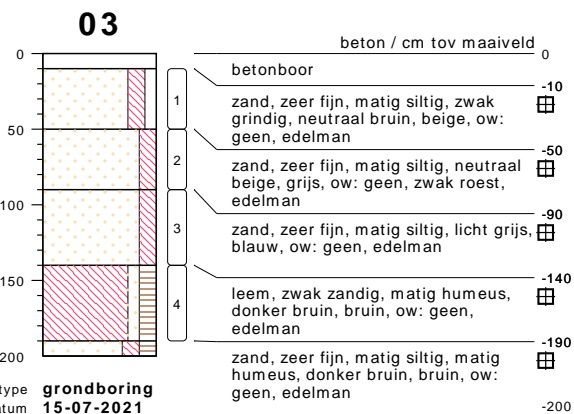 03
beton / cm tov maaiveld
0
0
betonboor
-10
1
zand, zeer fijn, matig siltig, zwak
grindig, neutraal bruin, beige, ow:
geen, edelman
50
-50
2
zand, zeer fijn, matig siltig, neutraal
beige, grijs, ow: geen, zwak roest,
edelman
100
-90
3
zand, zeer fijn, matig siltig, licht grijs,
blauw, ow: geen, edelman
150
-140
4
leem, zwak zandig, matig humeus,
donker bruin, bruin, ow: geen,
edelman
-190
200
zand, zeer fijn, matig siltig, matig
humeus, donker bruin, bruin, ow:
geen, edelman
-200
type grondboring
atum 15-07-2021